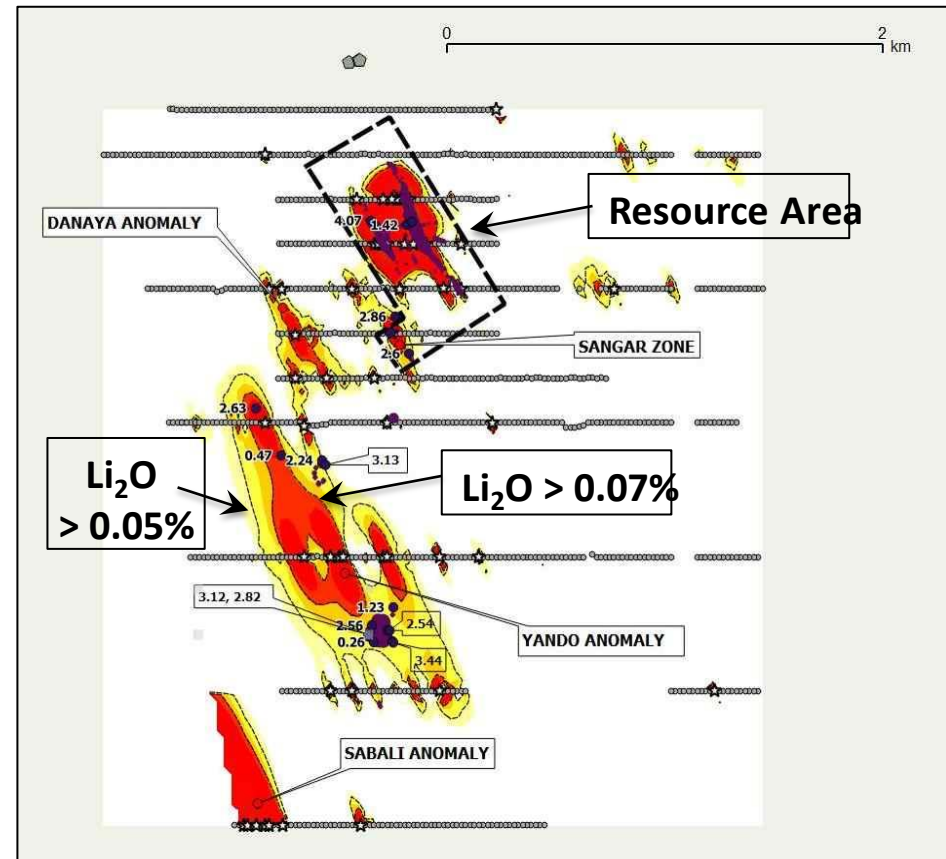 0
2
km
DANAYA ANOMALY
4.07
1.42
Resource Area
2.86
SANGAR ZONE
2.6
2.63
0.47
2.24
3.13
Li₂O
> 0.05%
Li₂O > 0.07%
3.12, 2.82
1.23
2.56
2.54
0.26
YANDO ANOMALY
3.44
SABALI ANOMALY